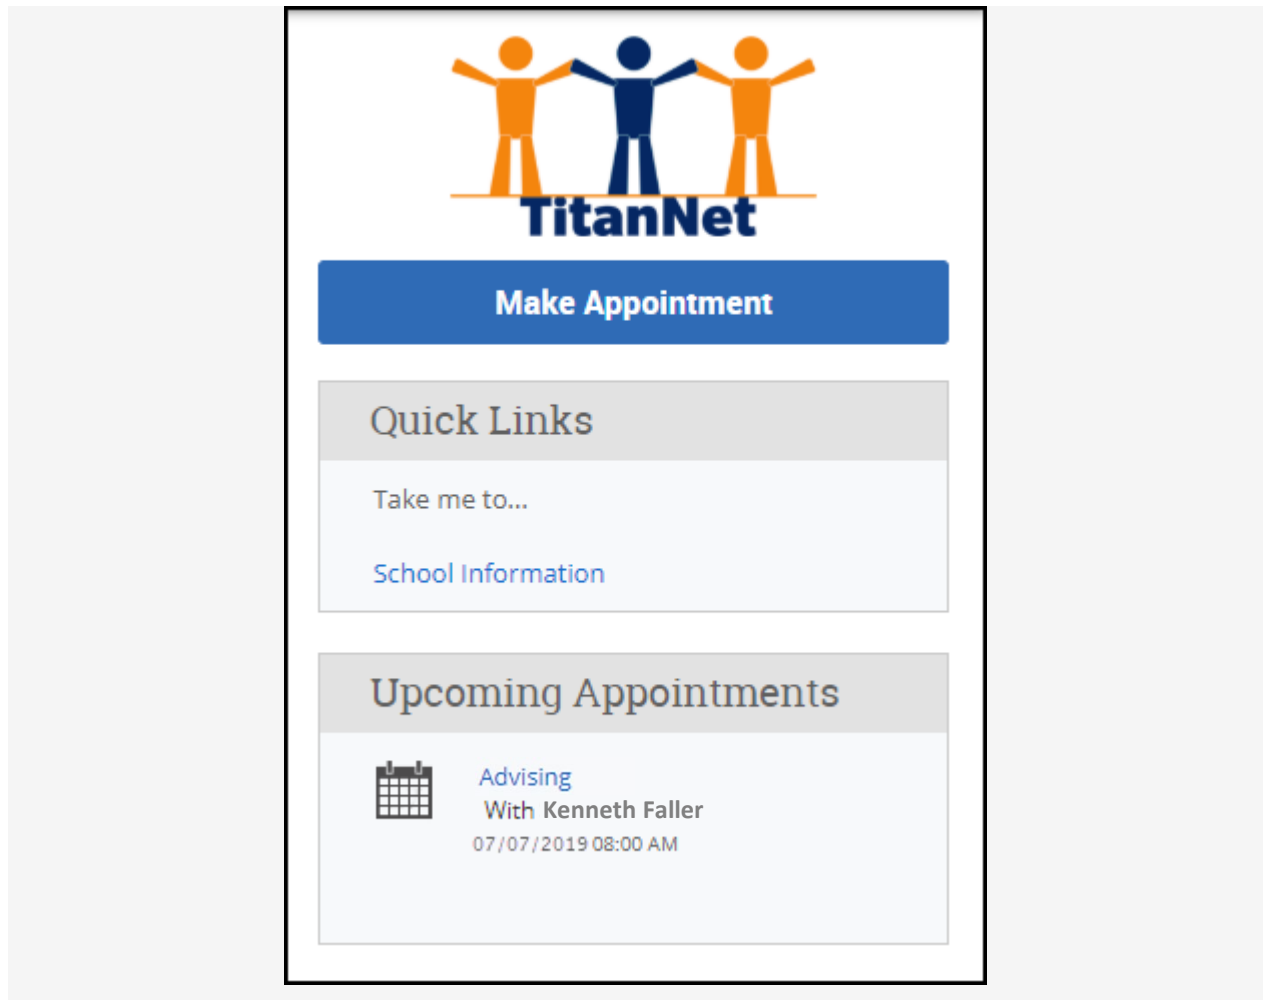 TitanNet
Make Appointment
Quick Links
Take me to...
School Information
Upcoming Appointments
Advising
With Kenneth Faller
07/07/2019 08:00 AM